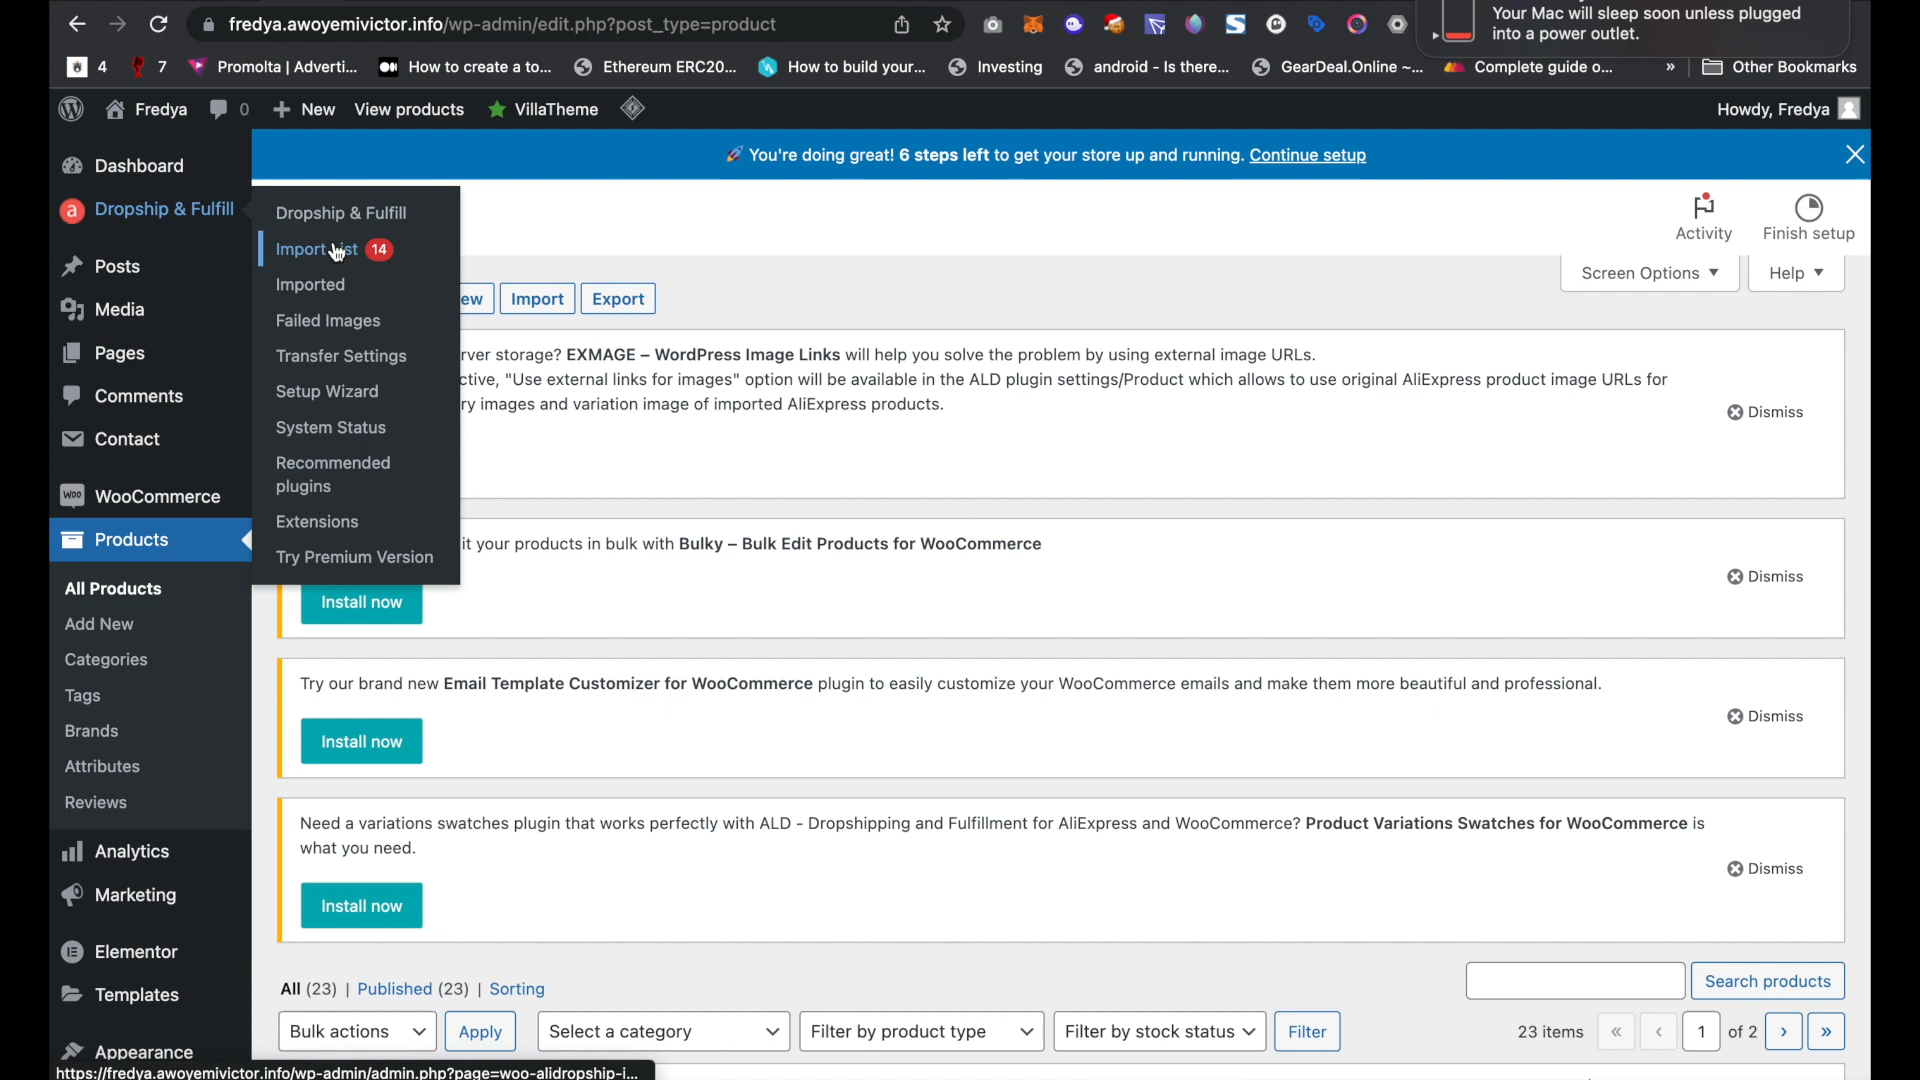 fredya.awoyemivictor.info/wp-admin/edit.php?post_type=product
Your Mac will sleep soon unless plugged
into a power outlet.
4
7
Promolta | Adverti...
How to create a to...
Ethereum ERC20...
How to build your...
Investing
android - Is there...
GearDeal.Online ~...
Complete guide o...
»
Other Bookmarks
Fredya
0
New
View products
VillaTheme
Howdy, Fredya
🚀 You're doing great! 6 steps left to get your store up and running. Continue setup
Dashboard
Dropship & Fulfill
Posts
Media
Pages
Comments
Contact
WooCommerce
Products
All Products
Add New
Categories
Tags
Brands
Attributes
Reviews
Analytics
Marketing
Elementor
Templates
Appearance
Dropship & Fulfill
Import 14
Imported
Failed Images
Transfer Settings
Setup Wizard
System Status
Recommended
plugins
Extensions
Try Premium Version
Activity
Finish setup
Screen Options
Help
ew
Import
Export
rver storage? EXMAGE – WordPress Image Links will help you solve the problem by using external image URLs.
ctive, "Use external links for images" option will be available in the ALD plugin settings/Product which allows to use original AliExpress product image URLs for
ry images and variation image of imported AliExpress products.
Dismiss
it your products in bulk with Bulky – Bulk Edit Products for WooCommerce
Dismiss
Install now
Try our brand new Email Template Customizer for WooCommerce plugin to easily customize your WooCommerce emails and make them more beautiful and professional.
Dismiss
Install now
Need a variations swatches plugin that works perfectly with ALD - Dropshipping and Fulfillment for AliExpress and WooCommerce? Product Variations Swatches for WooCommerce is
what you need.
Dismiss
Install now
All (23) | Published (23) | Sorting
Search products
Bulk actions
Apply
Select a category
Filter by product type
Filter by stock status
Filter
23 items
«
‹
1
of 2
›
»
https://fredya.awoyemivictor.info/wp-admin/admin.php?page=woo-alidropship-i...